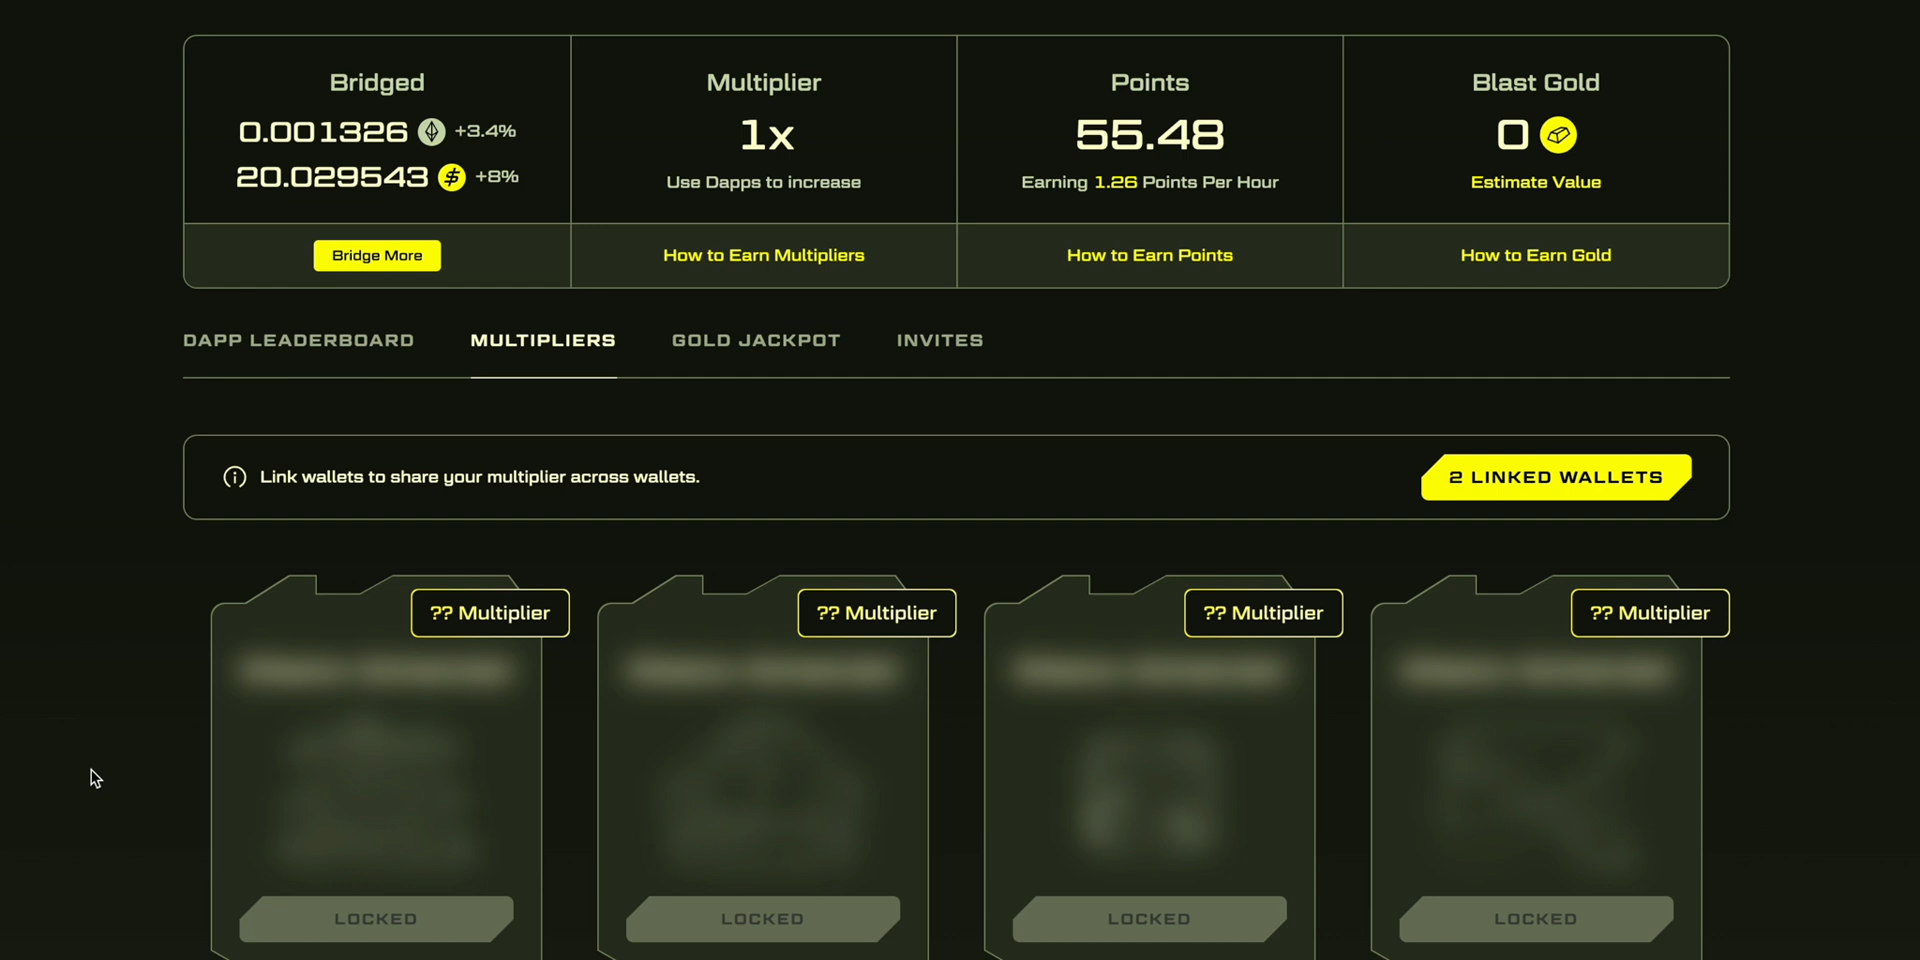 Bridged
0.001326 +3.4%
20.029543 +8%
Bridge More
Multiplier
1x
Use Dapps to increase
How to Earn Multipliers
Points
55.48
Earning 1.26 Points Per Hour
How to Earn Points
Blast Gold
0
Estimate Value
How to Earn Gold
DAPP LEADERBOARD
MULTIPLIERS
GOLD JACKPOT
INVITES
Link wallets to share your multiplier across wallets.
2 LINKED WALLETS
?? Multiplier
LOCKED
?? Multiplier
LOCKED
?? Multiplier
LOCKED
?? Multiplier
LOCKED